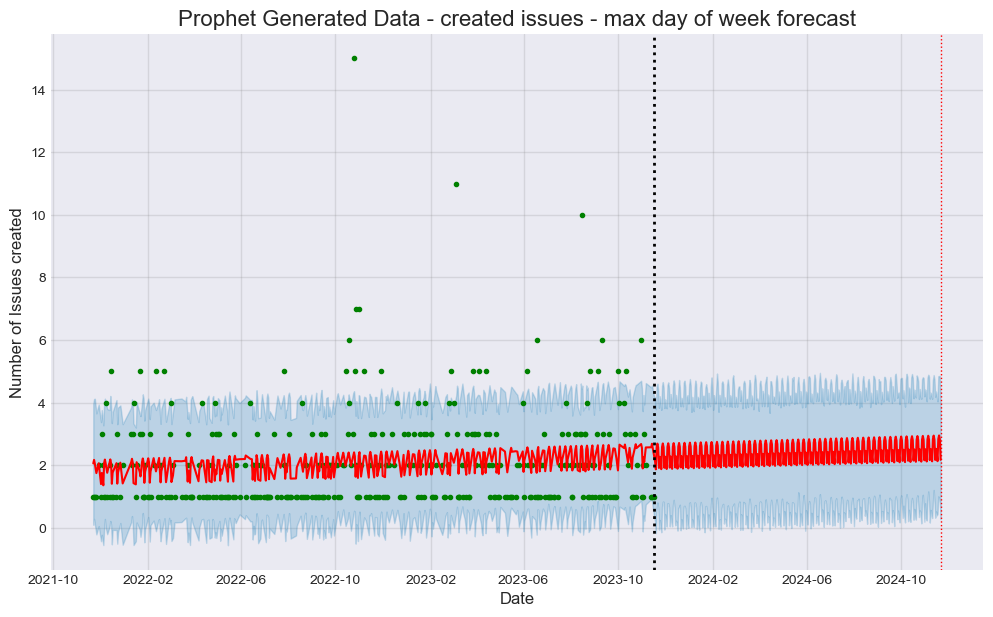 Prophet Generated Data - created issues - max day of week forecast
Number of Issues created
14
12
10
8
6
4
2
0
2021-10 2022-02 2022-06 2022-10 2023-02 2023-06 2023-10 2024-02 2024-06 2024-10
Date